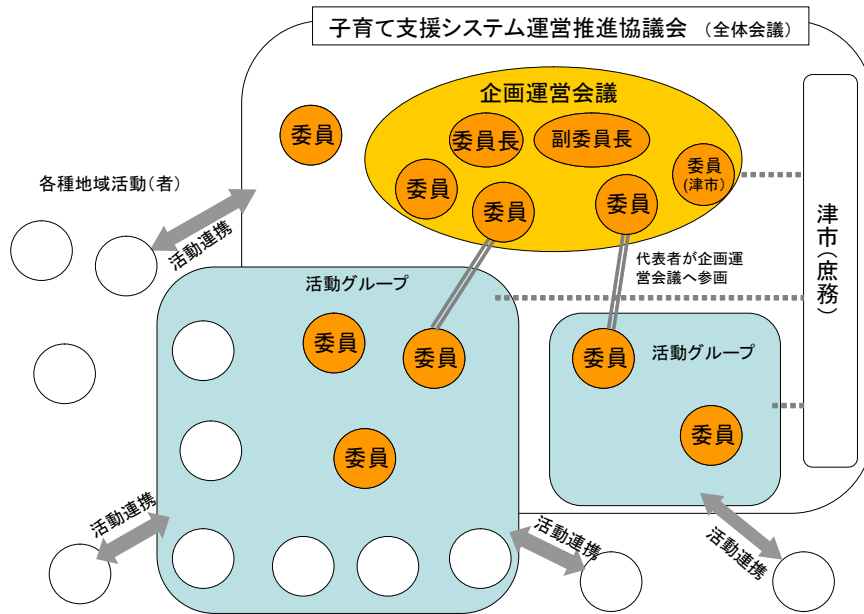 子育て支援システム運営推進協議会 （全体会議）
企画運営会議
委員
委員長
副委員長
委員
(津市)
委員
委員
委員
各種地域活動(者)
活動連携
津市(庶務)
代表者が企画運
営会議へ参画
活動グループ
委員
委員
委員
活動グループ
委員
委員
活動連携
活動連携
活動連携